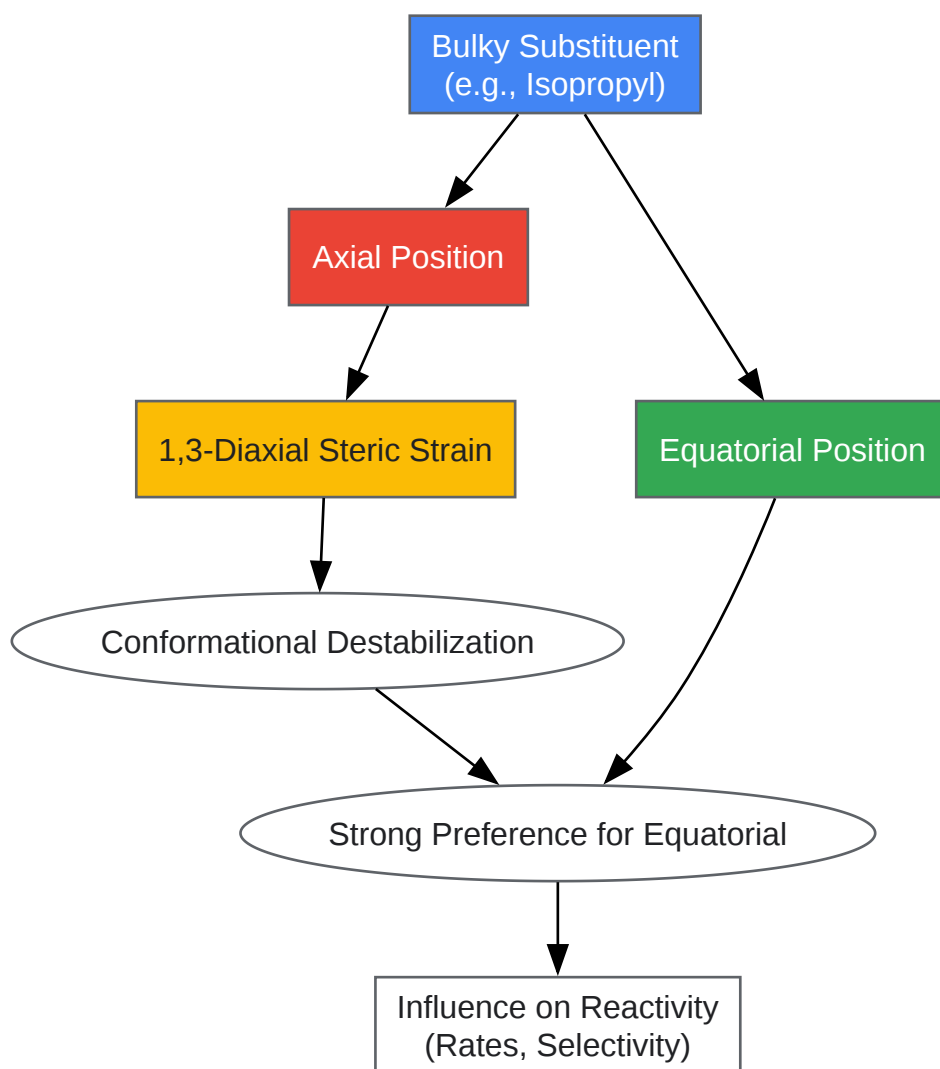 Bulky Substituent
(e.g., Isopropyl)
Axial Position
1,3-Diaxial Steric Strain
Equatorial Position
Conformational Destabilization
Strong Preference for Equatorial
Influence on Reactivity
(Rates, Selectivity)